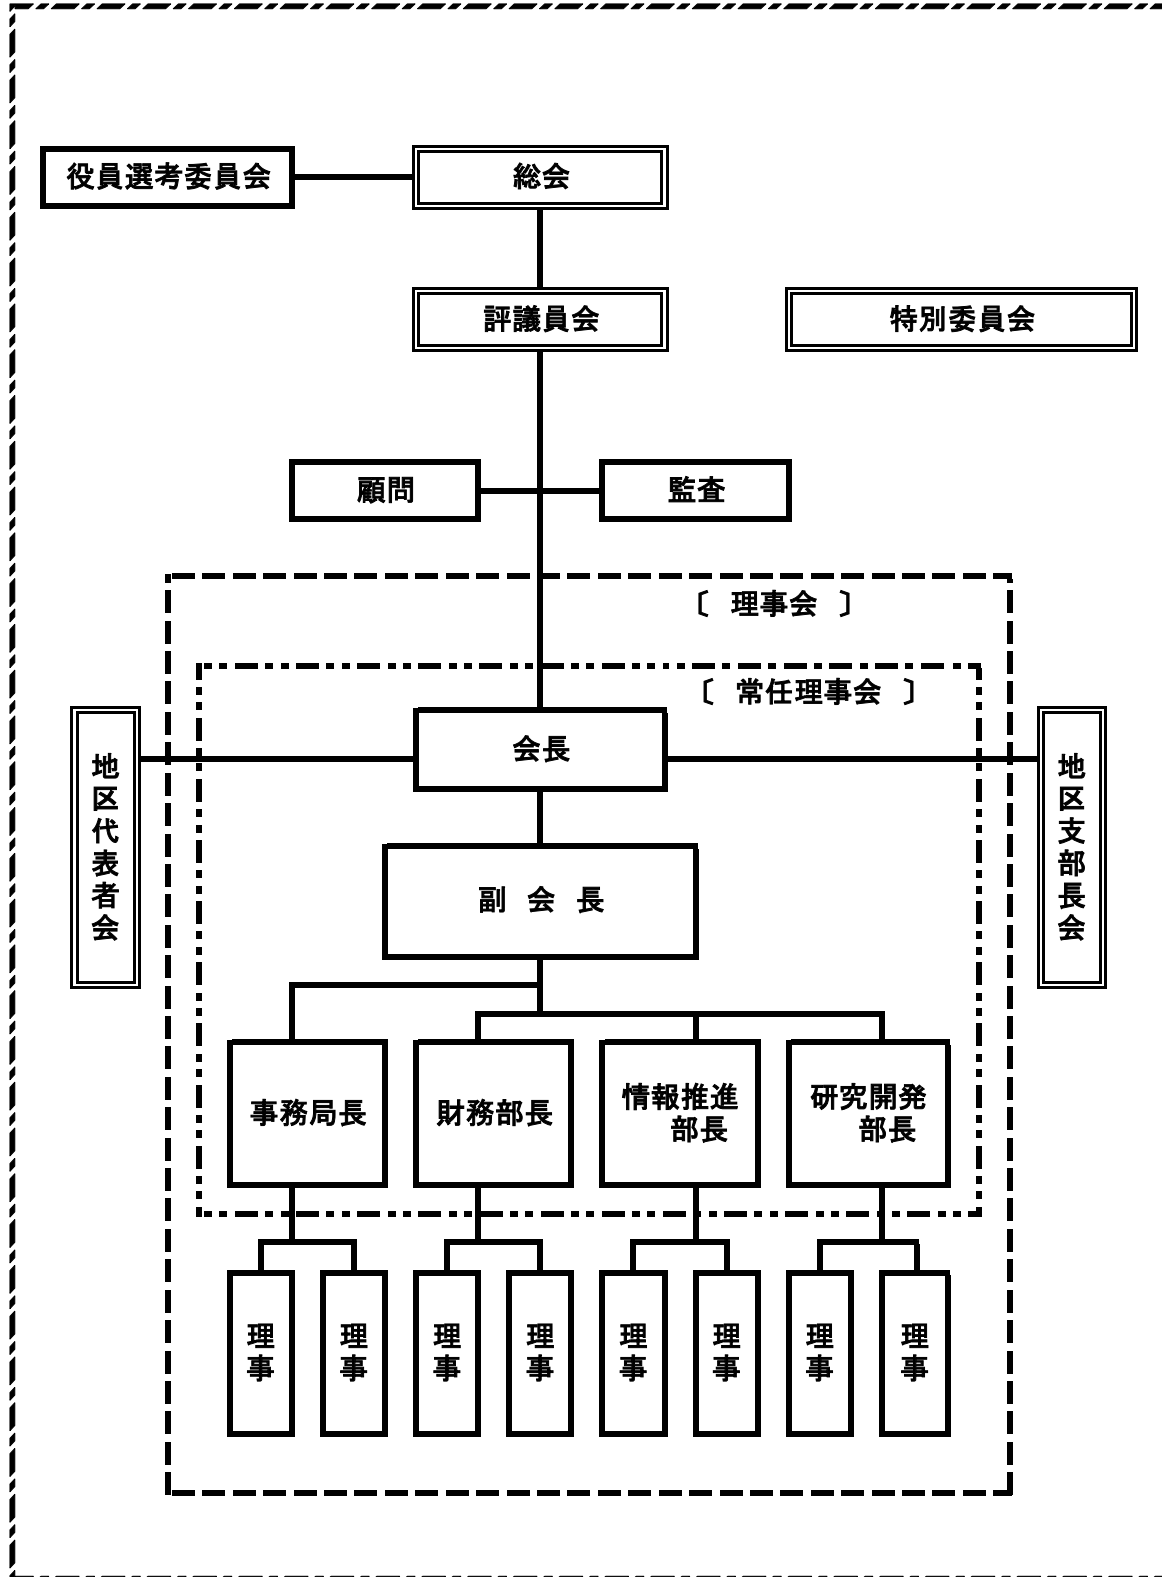 役員選考委員会
総会
評議員会
特別委員会
顧問
監査
〔 理事会 〕
〔 常任理事会 〕
会長
地区代表者会
地区支部長会
副 会 長
事務局長
財務部長
情報推進
部長
研究開発
部長
理事
理事
理事
理事
理事
理事
理事
理事